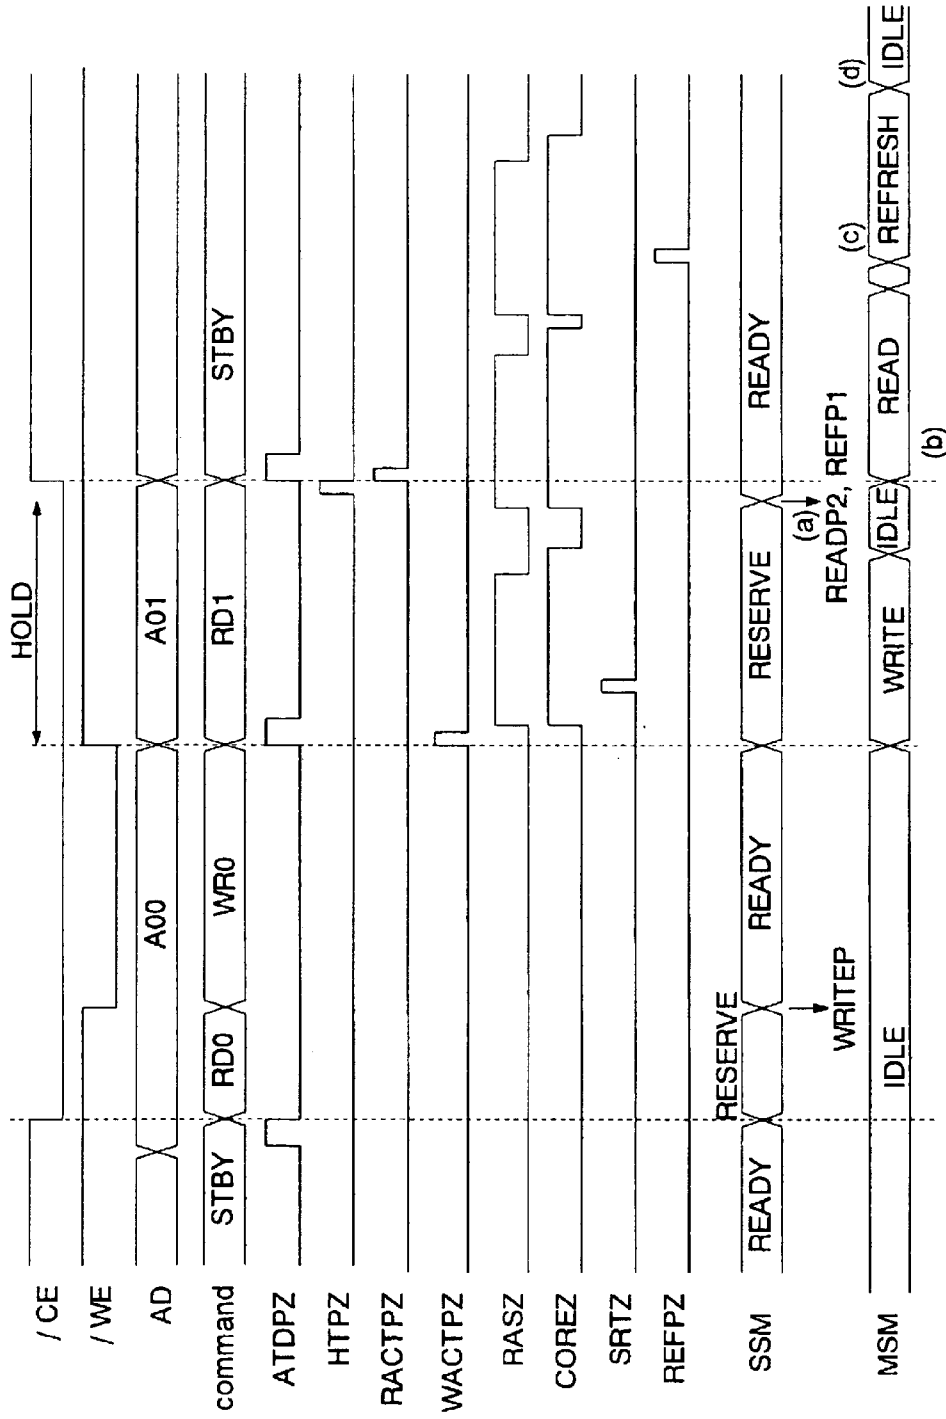 HOLD
/ CE
/ WE
AD A00 A01
command STBY RD0 WR0 RD1 STBY
ATDPZ
HTPZ
RACTPZ
WACTPZ
RASZ
COREZ
SRTZ
REFPZ
RESERVE
SSM READY READY RESERVE READY
(a)
WRITEP READP2, REFP1
(c) (d)
MSM IDLE WRITE IDLE READ REFRESH IDLE
(b)